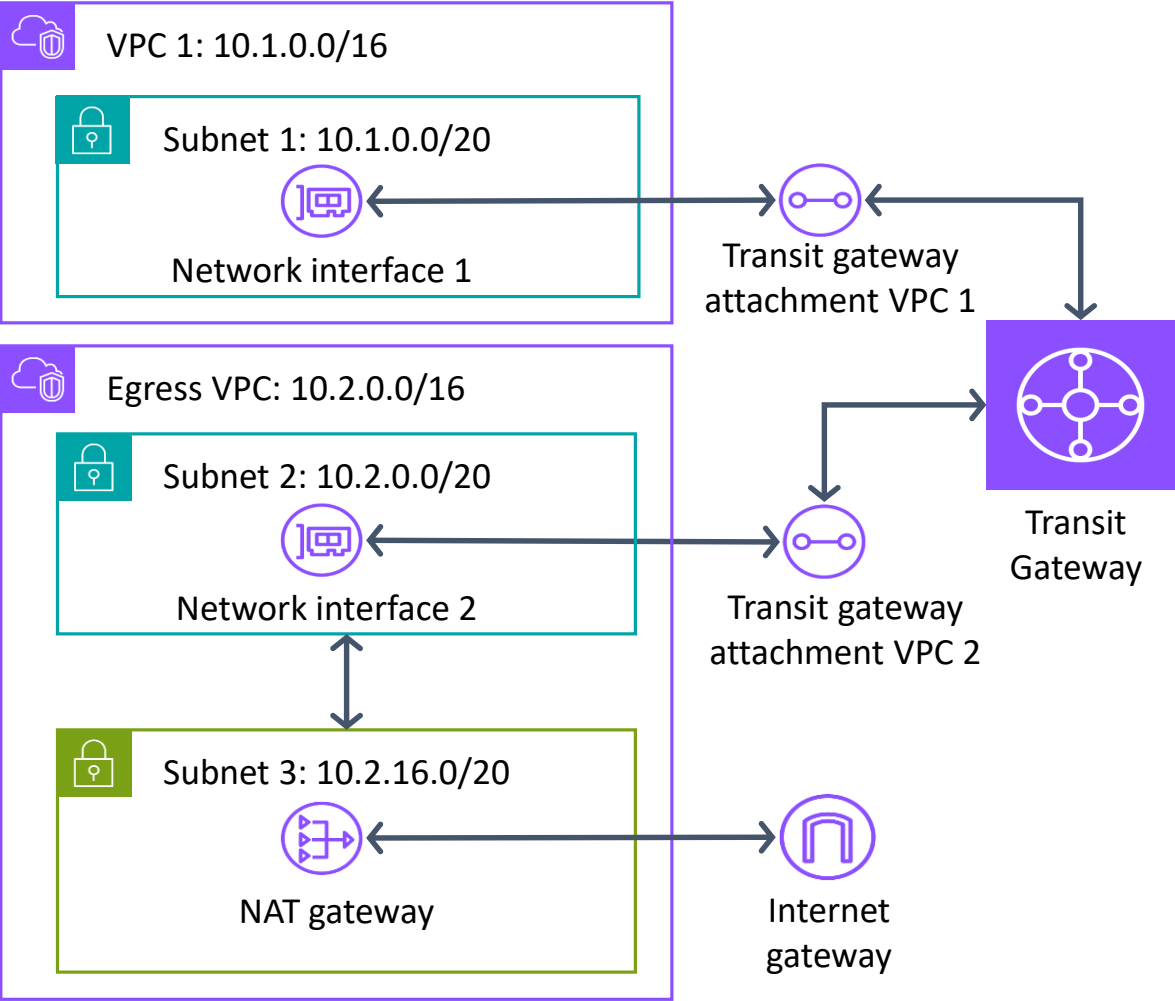 VPC 1: 10.1.0.0/16
Subnet 1: 10.1.0.0/20
Network interface 1
Transit gateway
attachment VPC 1
Egress VPC: 10.2.0.0/16
Subnet 2: 10.2.0.0/20
Network interface 2
Transit gateway
attachment VPC 2
Transit
Gateway
Subnet 3: 10.2.16.0/20
NAT gateway
Internet
gateway